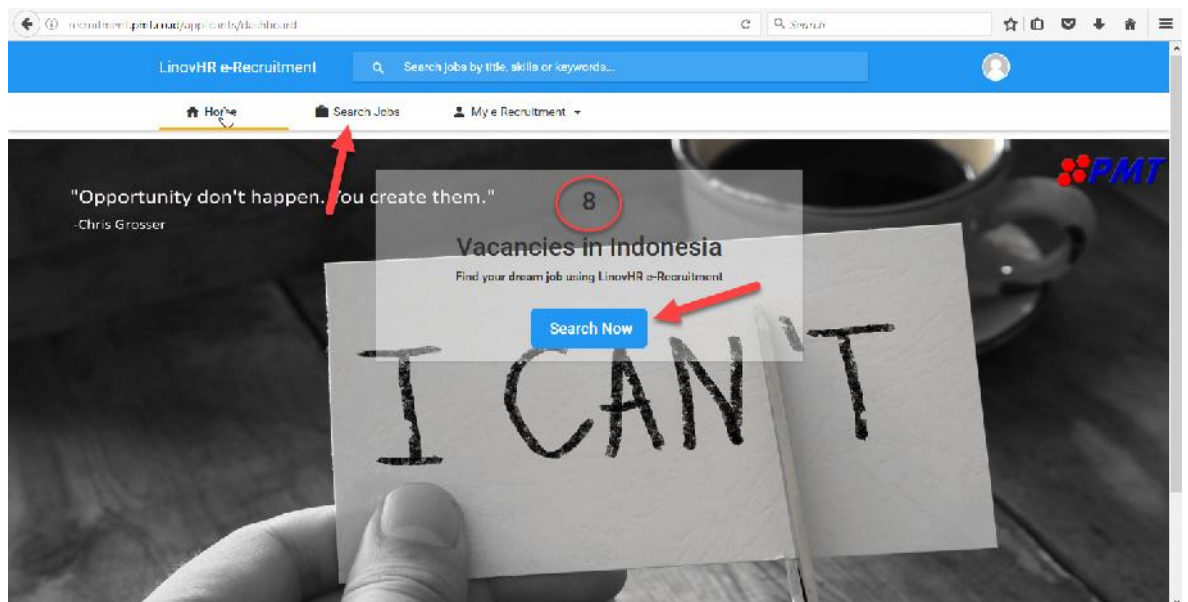 Search
LinovHR e-Recruitment
Search jobs by title, skills or keywords...
Home
Search Jobs
My e Recruitment
PMT
"Opportunity don't happen. You create them."
-Chris Grosser
8
Vacancies in Indonesia
Find your dream job using LinovHR e-Recruitment
Search Now
I CAN'T